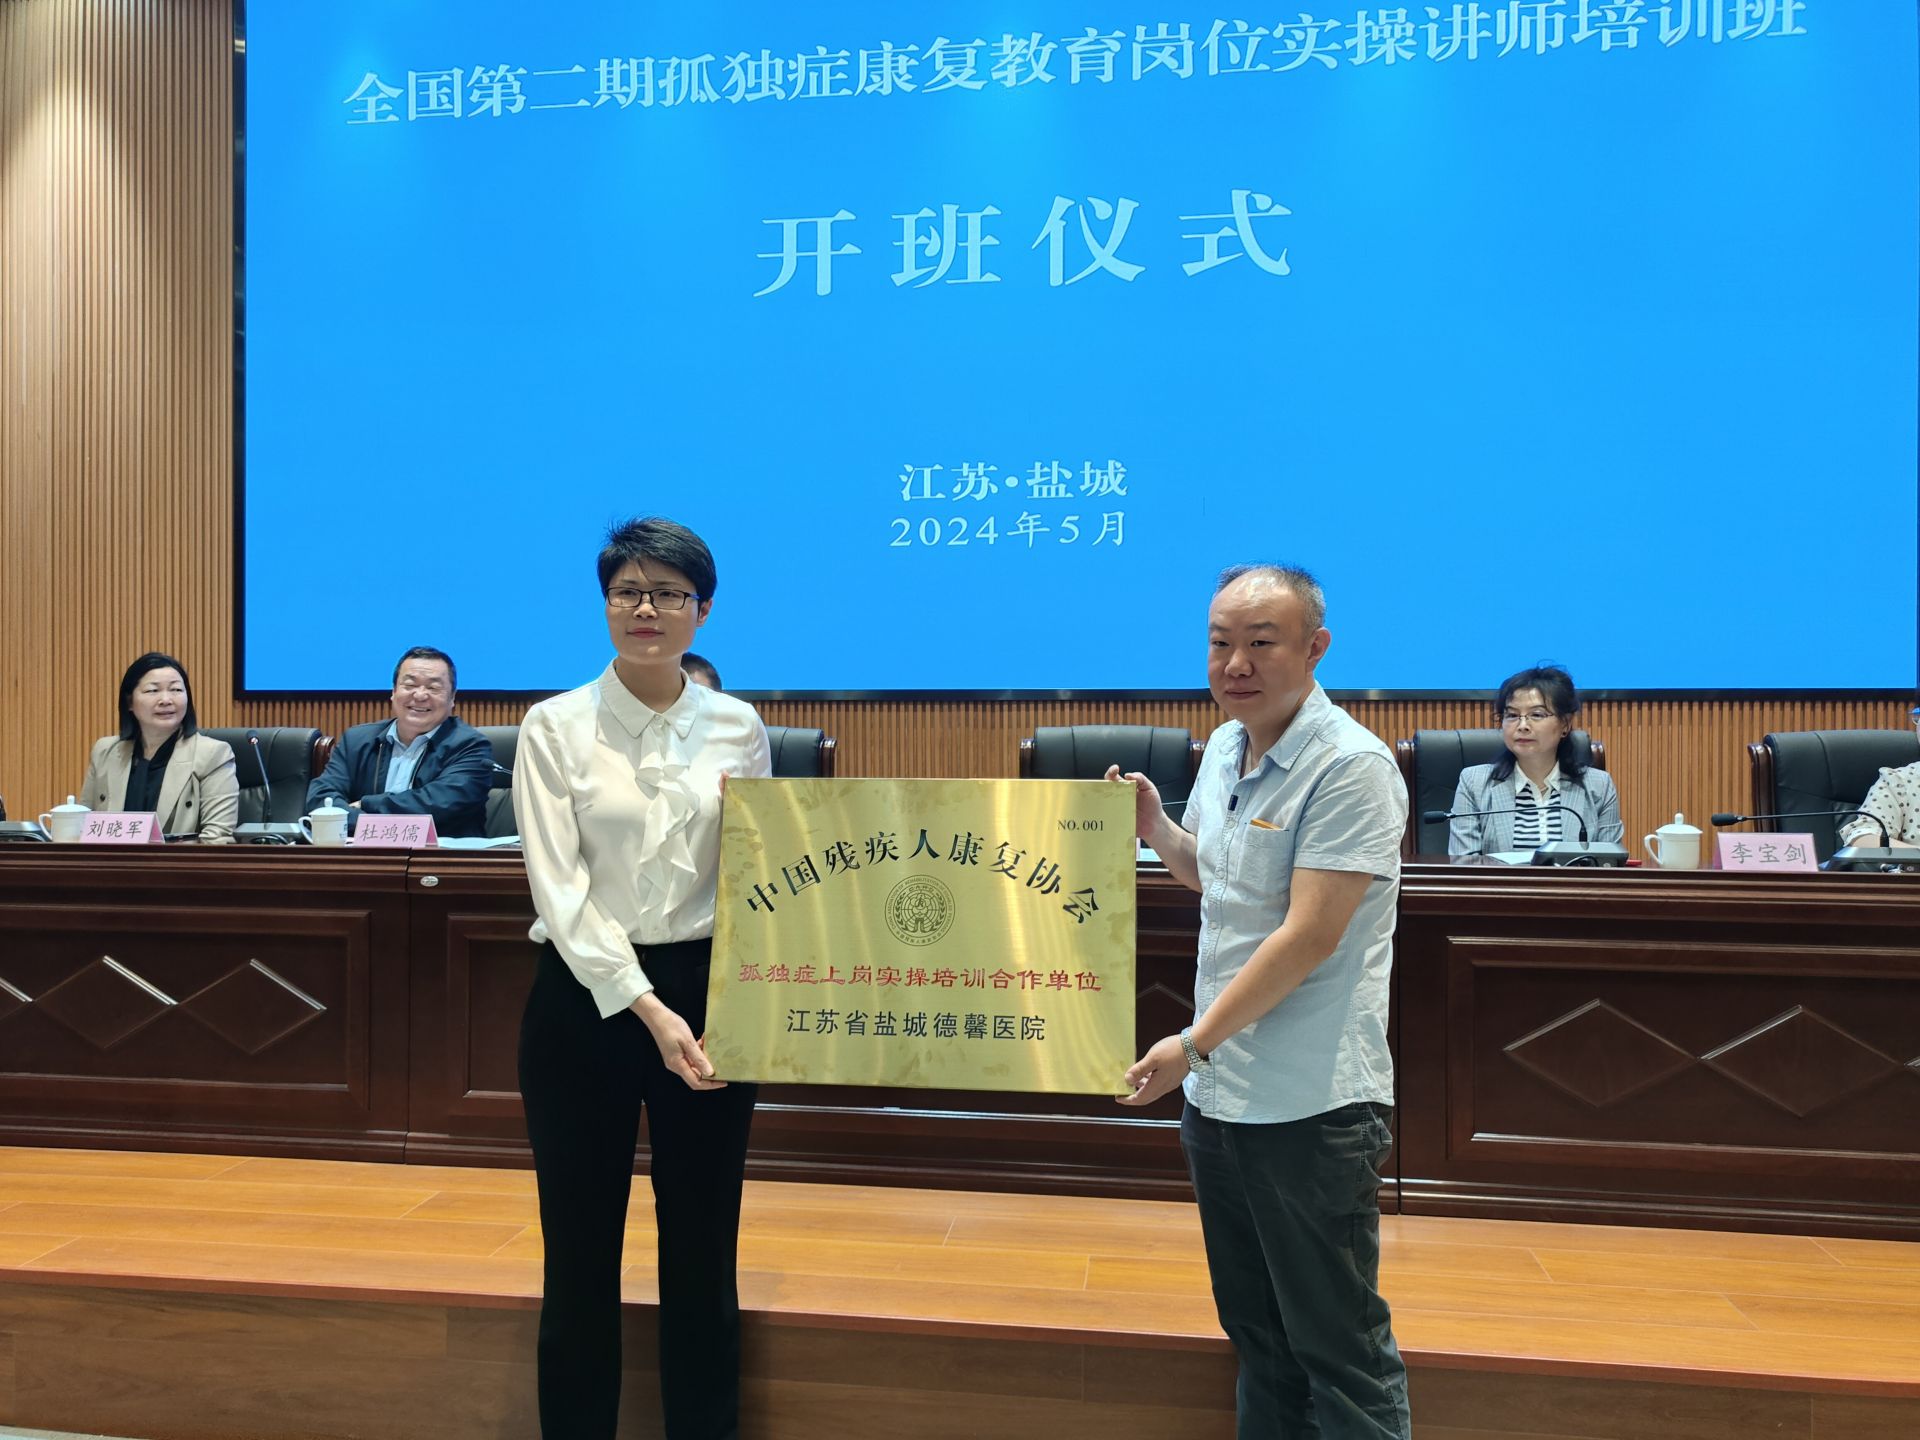 全国第二期孤独症康复教育岗位实操讲师培训班
开班仪式
江苏·盐城
2024年5月
刘晓军
杜鸿儒
李宝剑
NO.001
中国残疾人康复协会
孤独症上岗实操培训合作单位
江苏省盐城德馨医院